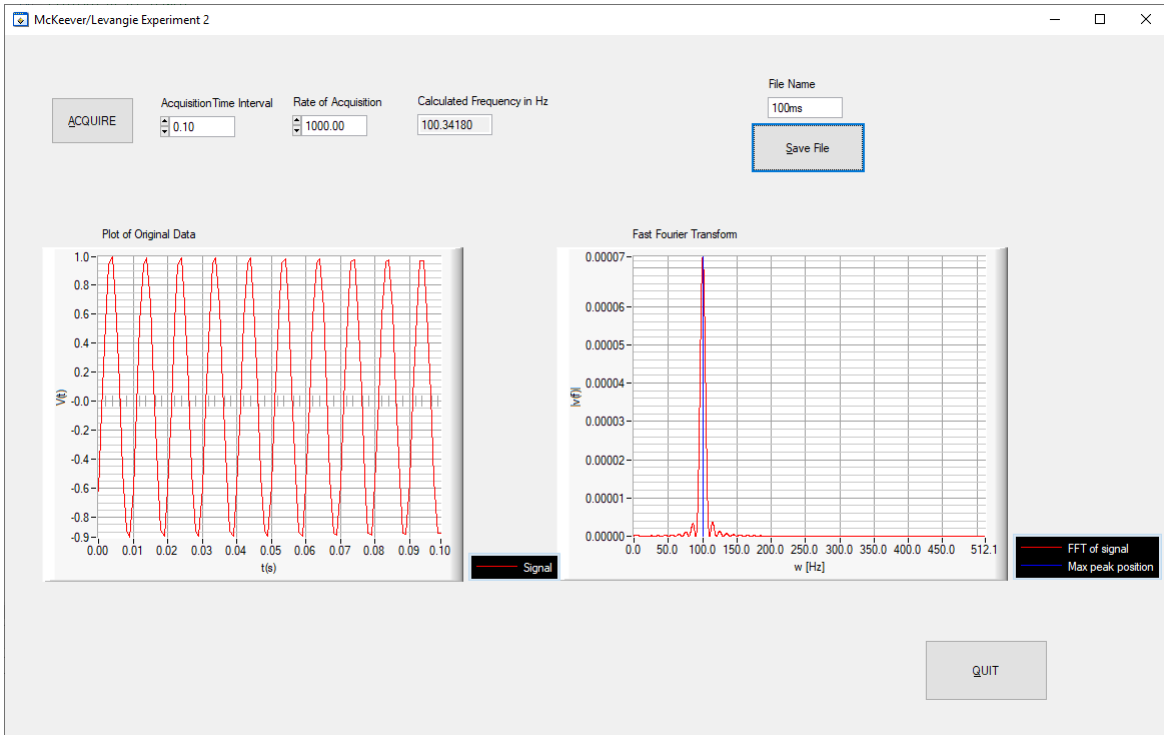 McKeever/Levangie Experiment 2
ACQUIRE
Acquisition Time Interval
0.10
Rate of Acquisition
1000.00
Calculated Frequency in Hz
100.34180
File Name
100ms
Save File
Plot of Original Data
1.0
0.8
0.6
0.4
0.2
-0.0
-0.2
-0.4
-0.6
-0.8
-0.9
V(t)
0.00 0.01 0.02 0.03 0.04 0.05 0.06 0.07 0.08 0.09 0.10
t(s)
Signal
Fast Fourier Transform
0.00007
0.00006
0.00005
0.00004
0.00003
0.00002
0.00001
0.00000
|v(f)|
0.0 50.0 100.0 150.0 200.0 250.0 300.0 350.0 400.0 450.0 512.1
w [Hz]
FFT of signal
Max peak position
QUIT